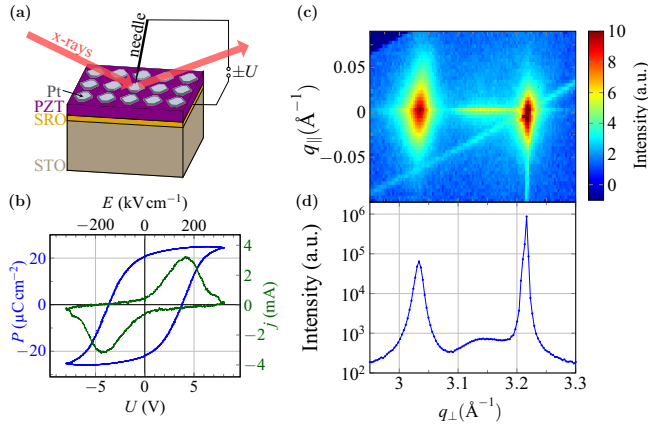 (a)
x-rays
needle
±U
Pt
PZT
SRO
STO
(b)
E (kV cm⁻¹)
−200 0 200
P (µC cm⁻²)
20
0
−20
4
2
0
−2
−4
j (mA)
−5 0 5
U (V)
(c)
q∥(Å⁻¹)
0.05
0
−0.05
10
8
6
4
2
0
Intensity (a.u.)
(d)
Intensity (a.u.)
10⁶
10⁵
10⁴
10³
10²
3 3.1 3.2 3.3
q⊥(Å⁻¹)